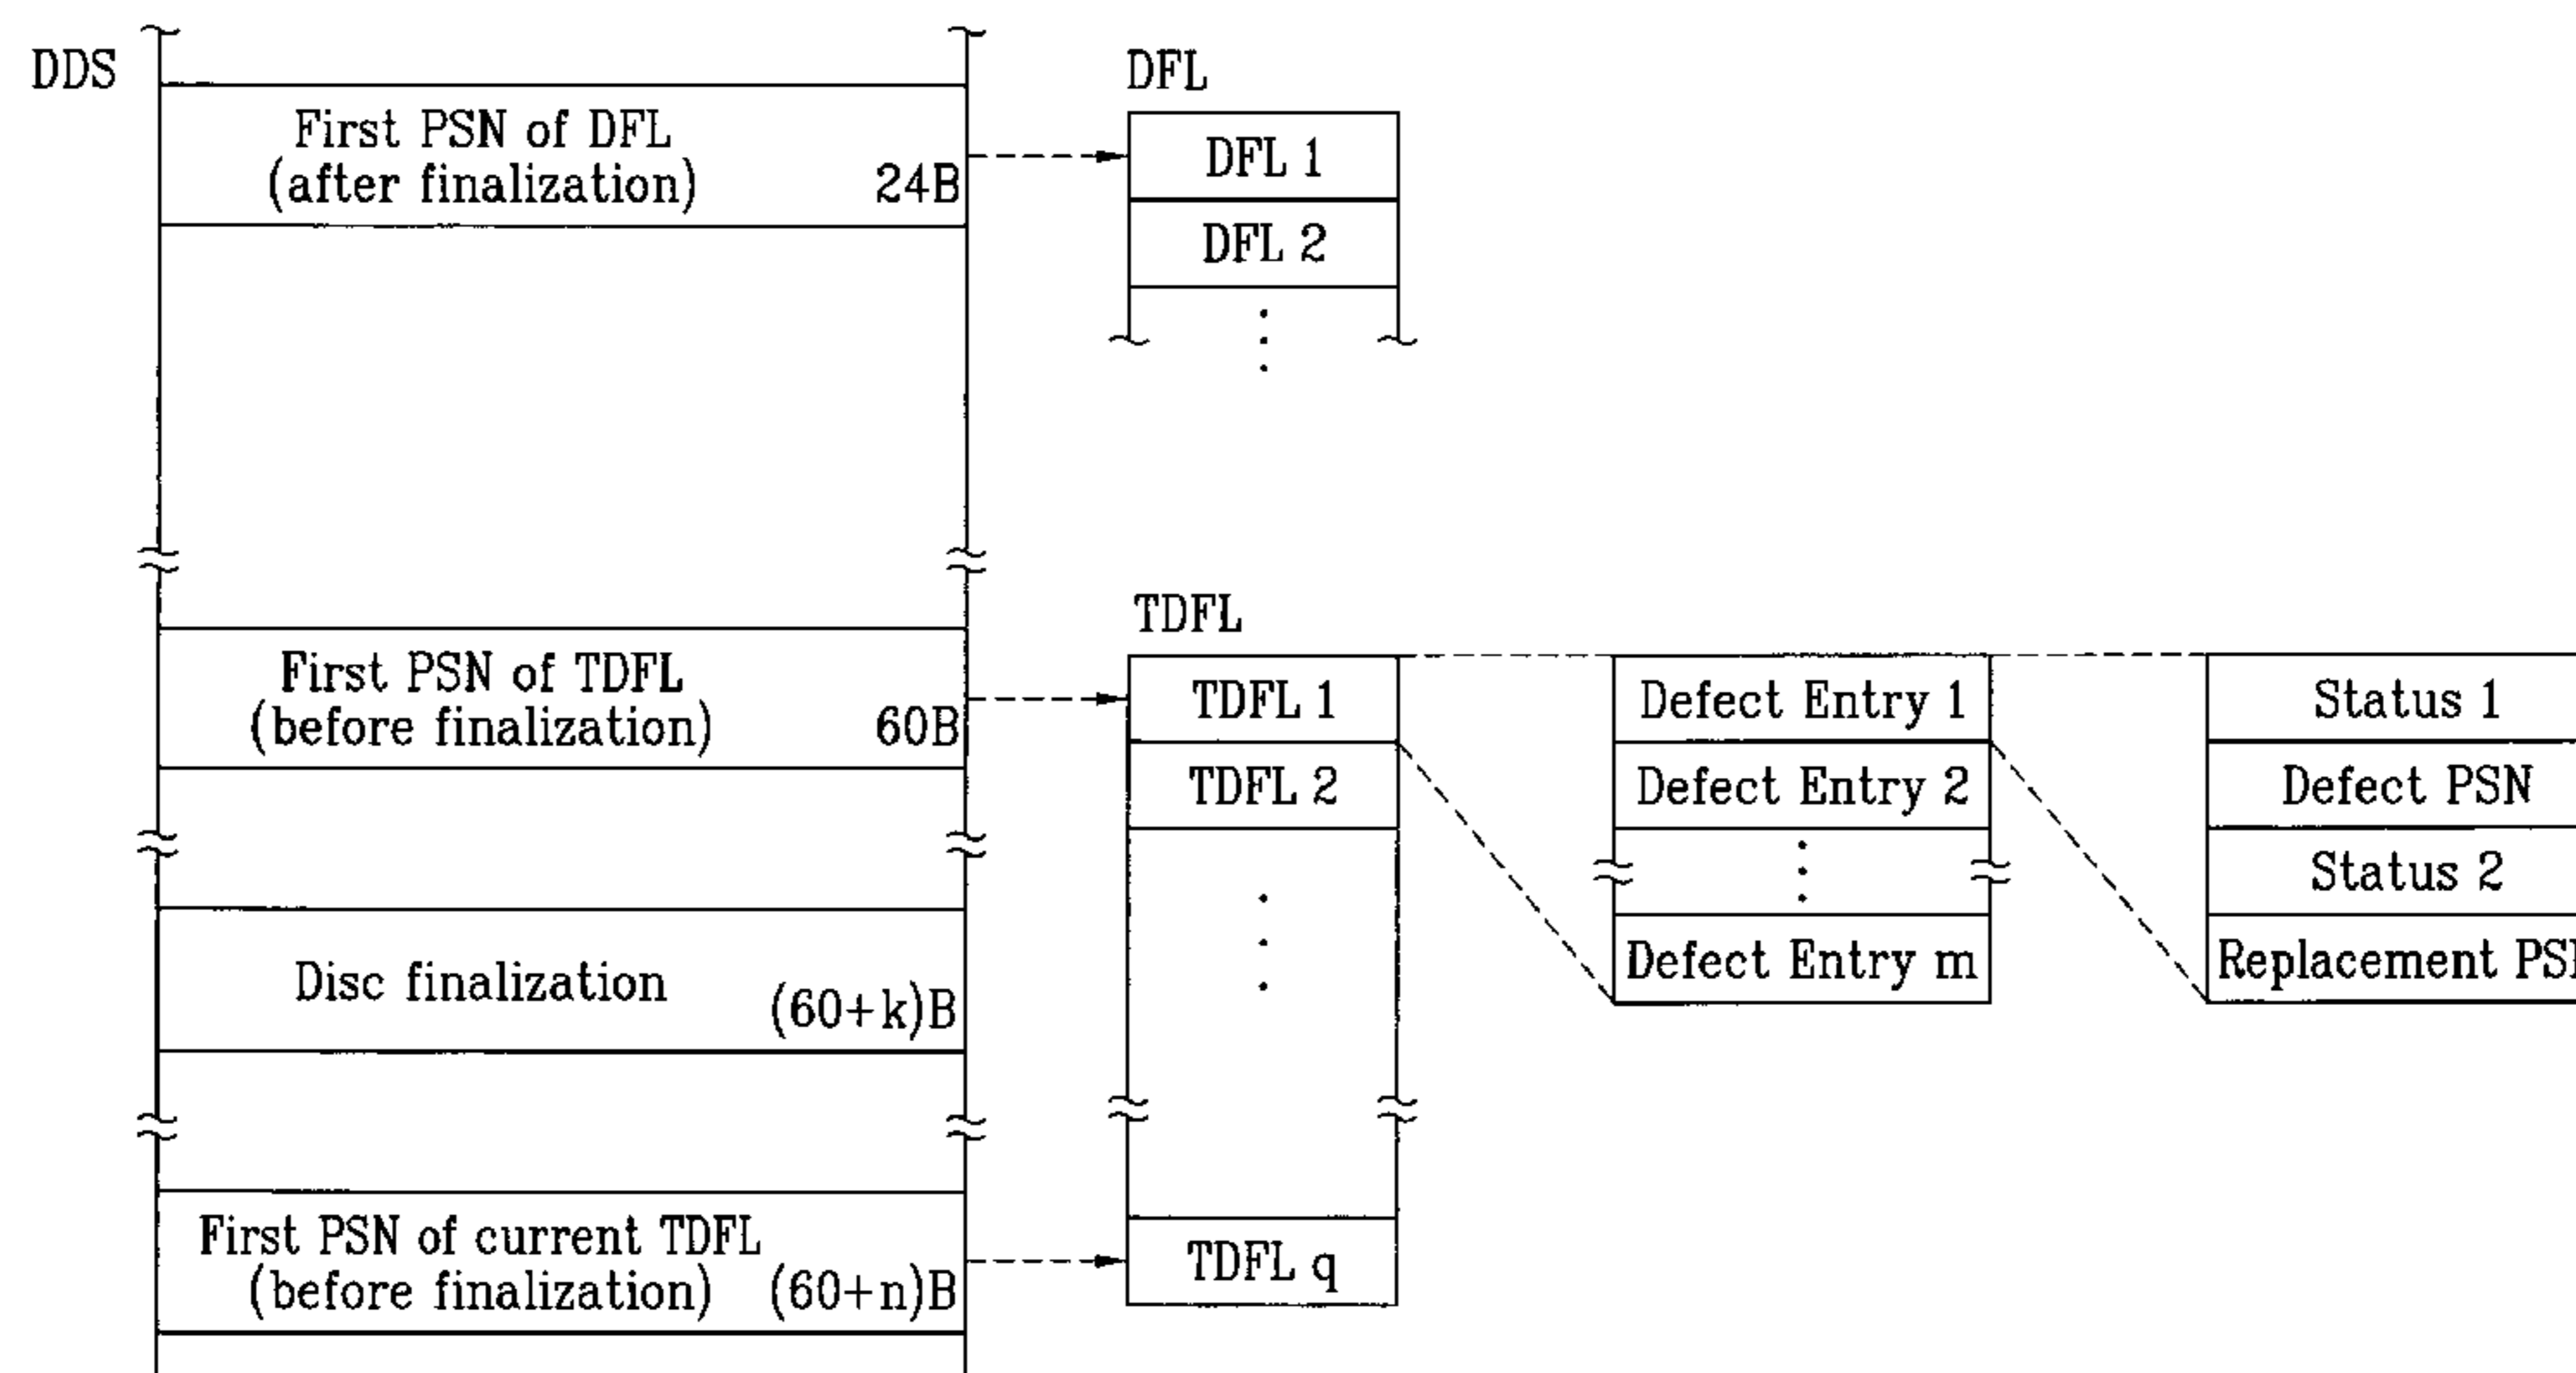 DDS
First PSN of DFL
(after finalization)
24B
DFL
DFL 1
DFL 2
First PSN of TDFL
(before finalization)
60B
TDFL
TDFL 1
TDFL 2
TDFL q
Defect Entry 1
Defect Entry 2
Defect Entry m
Status 1
Defect PSN
Status 2
Replacement
Disc finalization
(60+k)B
First PSN of current TDFL
(before finalization)
(60+n)B